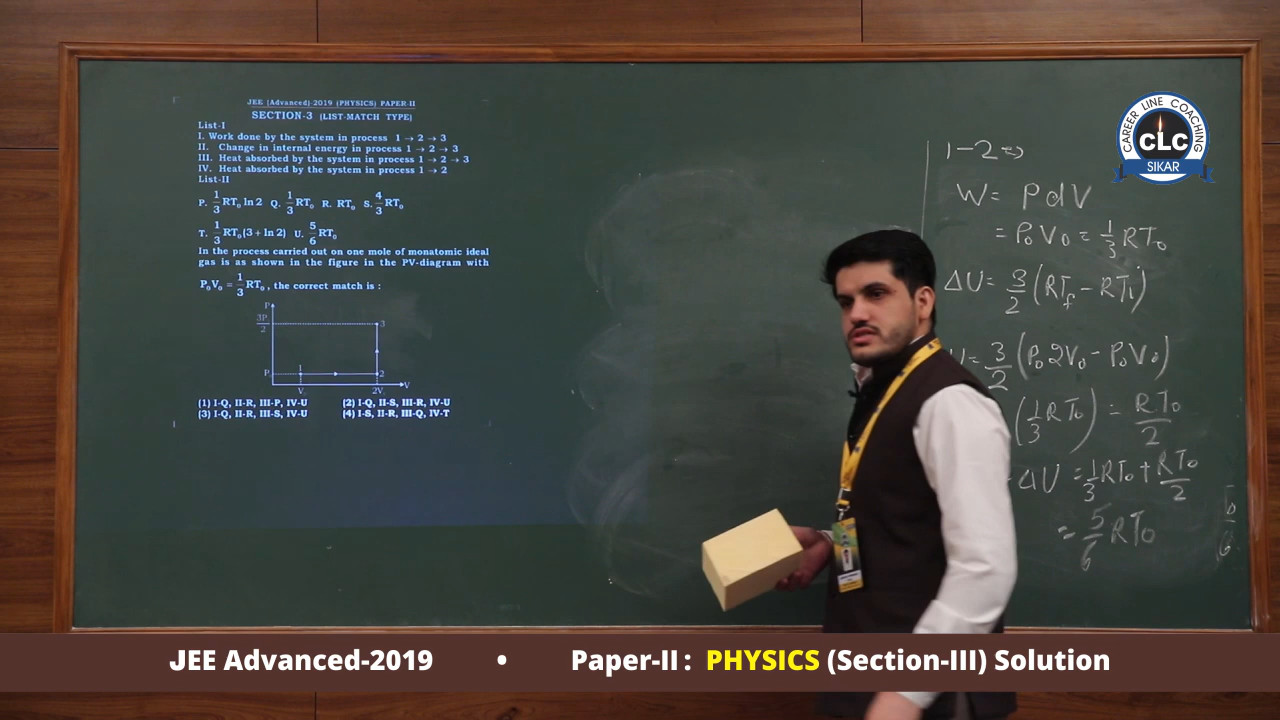 JEE (Advanced)-2019 (PHYSICS) PAPER-II
SECTION-3 (LIST-MATCH TYPE)
List-I
I. Work done by the system in process 1 → 2 → 3
II. Change in internal energy in process 1 → 2 → 3
III. Heat absorbed by the system in process 1 → 2 → 3
IV. Heat absorbed by the system in process 1 → 2
List-II
P. 1/3 RT₀ ln 2 Q. 1/3 RT₀ R. RT₀ S. 4/3 RT₀
T. 1/3 RT₀ (3 + ln 2) U. 5/6 RT₀
In the process carried out on one mole of monatomic ideal
gas is as shown in the figure in the PV-diagram with
P₀V₀ = 1/3 RT₀, the correct match is :
P
3P/2
3
P
1
2
V
2V
V
(1) I-Q, II-R, III-P, IV-U (2) I-Q, II-S, III-R, IV-U
(3) I-Q, II-R, III-S, IV-U (4) I-S, II-R, III-Q, IV-T
1-2 ⇒
W = P dV
= P₀V₀ = 1/3 RT₀
ΔU = 3/2 (RTf - RTi)
= 3/2 (P₀2V₀ - P₀V₀)
(1/3 RT₀) = RT₀/2
ΔU = 1/3 RT₀ + RT₀/2
= 5/6 RT₀
CAREER LINE COACHING
CLC
SIKAR
JEE Advanced-2019 • Paper-II : PHYSICS (Section-III) Solution